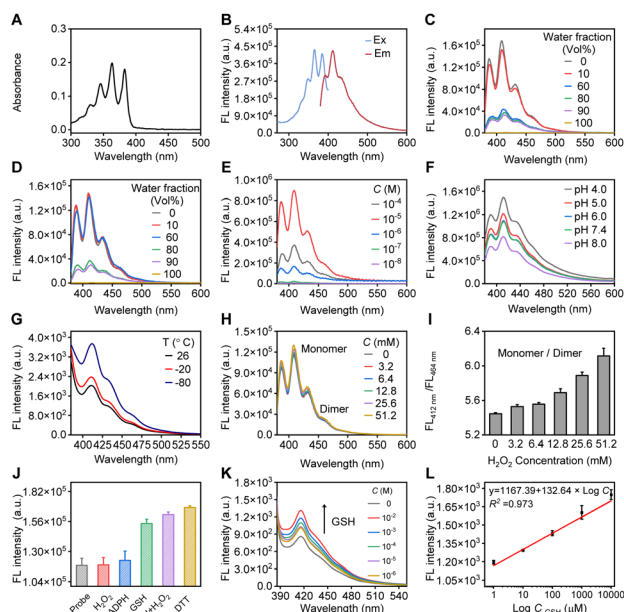 A
Absorbance
0.3
0.2
0.1
0.0
300 350 400 450 500
Wavelength (nm)
B
FL intensity (a.u.)
5.4×10⁵
4.5×10⁵
3.6×10⁵
2.7×10⁵
1.8×10⁵
9.0×10⁴
0.0
300 400 500 600
Wavelength (nm)
Ex
Em
C
FL intensity (a.u.)
1.6×10⁵
1.2×10⁵
8.0×10⁴
4.0×10⁴
0.0
400 450 500 550 600
Wavelength (nm)
Water fraction
(Vol%)
0
10
60
80
90
100
D
FL intensity (a.u.)
1.6×10⁵
1.2×10⁵
8.0×10⁴
4.0×10⁴
0.0
400 450 500 550 600
Wavelength (nm)
Water fraction
(Vol%)
0
10
60
80
90
100
E
FL intensity (a.u.)
1.0×10⁶
8.0×10⁵
6.0×10⁵
4.0×10⁵
2.0×10⁵
0.0
400 450 500 550 600
Wavelength (nm)
C (M)
10⁻⁴
10⁻⁵
10⁻⁶
10⁻⁷
10⁻⁸
F
FL intensity (a.u.)
1.8×10⁶
1.5×10⁶
1.2×10⁶
9.0×10⁵
6.0×10⁵
3.0×10⁵
0.0
400 440 480 520 560 600
Wavelength (nm)
pH 4.0
pH 5.0
pH 6.0
pH 7.4
pH 8.0
G
FL intensity (a.u.)
4.0×10³
3.2×10³
2.4×10³
1.6×10³
8.0×10²
0.0
400 425 450 475 500 525 550
Wavelength (nm)
T (° C)
26
-20
-80
H
FL intensity (a.u.)
1.5×10⁵
1.2×10⁵
9.0×10⁴
6.0×10⁴
3.0×10⁴
0.0
400 450 500 550 600
Wavelength (nm)
Monomer
Dimer
C (mM)
0
3.2
6.4
12.8
25.6
51.2
I
FL412 nm /FL464 nm
6.4
6.0
5.6
5.2
0 3.2 6.4 12.8 25.6 51.2
H₂O₂ Concentration (mM)
Monomer / Dimer
J
FL intensity (a.u.)
1.82×10⁵
1.56×10⁵
1.30×10⁵
1.04×10⁵
Probe
H₂O₂
GSH
DTT
K
FL intensity (a.u.)
1.8×10³
1.5×10³
1.2×10³
9.0×10²
6.0×10²
3.0×10²
0.0
390 420 450 480 510 540
Wavelength (nm)
GSH
C (M)
0
10⁻²
10⁻³
10⁻⁴
10⁻⁵
10⁻⁶
L
FL intensity (a.u.)
1.80×10³
1.65×10³
1.50×10³
1.35×10³
1.20×10³
1.05×10³
1 10 100 1000 10000
y=1167.39+132.64 × Log C
R² =0.973